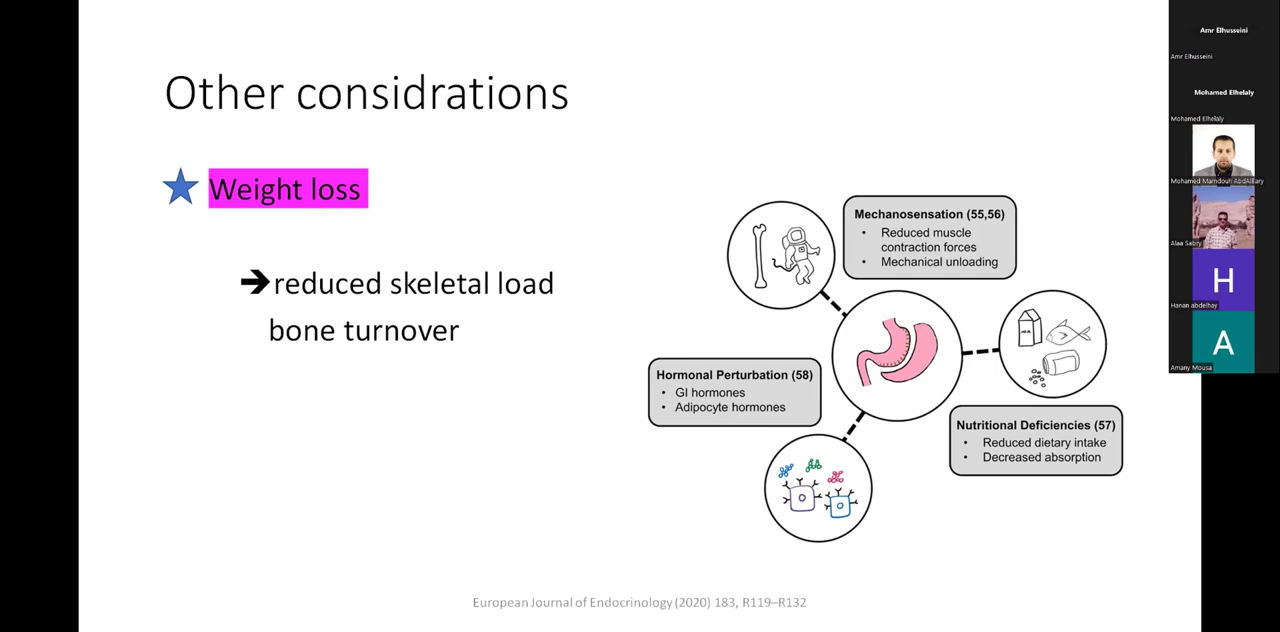 Other considrations
Weight loss
➔reduced skeletal load
bone turnover
Mechanosensation (55,56)
• Reduced muscle
contraction forces
• Mechanical unloading
Hormonal Perturbation (58)
• GI hormones
• Adipocyte hormones
Nutritional Deficiencies (57)
• Reduced dietary intake
• Decreased absorption
European Journal of Endocrinology (2020) 183, R119–R132
Amr Elhusseini
Amr Elhusseini
Mohamed Elhelaly
Mohamed Elhelaly
Mohamed Mamdouh AbdAlBary
Alaa Sabry
H
Hanan abdelhay
A
Amany Mousa